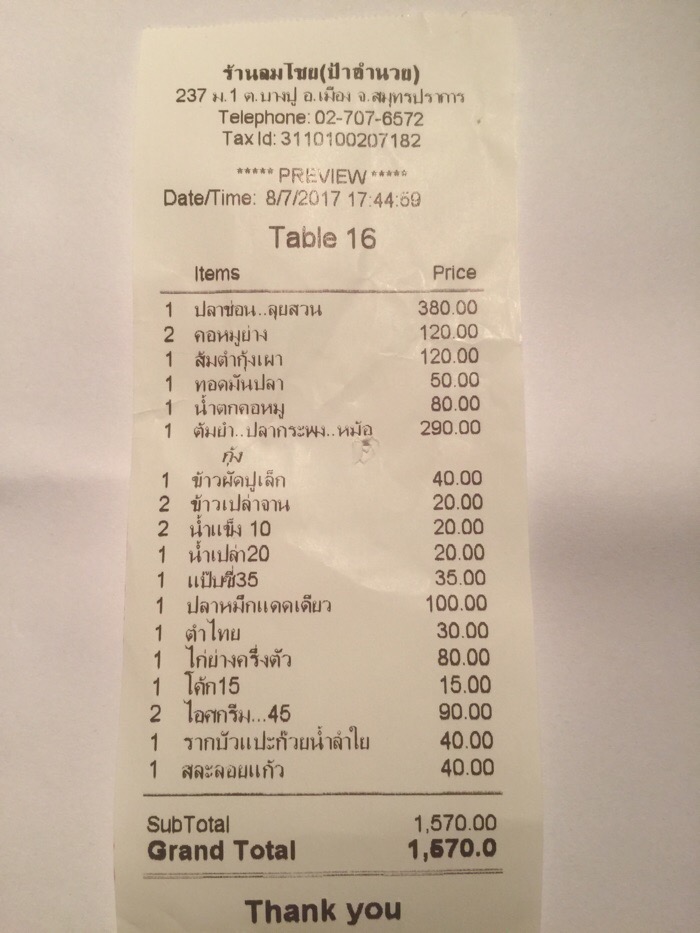 ร้านลมโชย(ป้าอำนวย)
237 ม.1 ต.บางปู อ.เมือง จ.สมุทรปราการ
Telephone: 02-707-6572
Tax Id: 3110100207182
***** PREVIEW *****
Date/Time: 8/7/2017 17:44:59
Table 16
Items Price
1 ปลาช่อน..ลุยสวน 380.00
2 คอหมูย่าง 120.00
1 ส้มตำกุ้งเผา 120.00
1 ทอดมันปลา 50.00
1 น้ำตกคอหมู 80.00
1 ต้มยำ..ปลากระพง..หม้อ 290.00
กุ้ง
1 ข้าวผัดปูเล็ก 40.00
2 ข้าวเปล่าจาน 20.00
2 น้ำแข็ง 10 20.00
1 น้ำเปล่า20 20.00
1 แป๊บซี่35 35.00
1 ปลาหมึกแดดเดียว 100.00
1 ตำไทย 30.00
1 ไก่ย่างครึ่งตัว 80.00
1 โค้ก15 15.00
2 ไอศกรีม...45 90.00
1 รากบัวแปะก๊วยน้ำลำใย 40.00
1 สละลอยแก้ว 40.00
SubTotal 1,570.00
Grand Total 1,570.0
Thank you